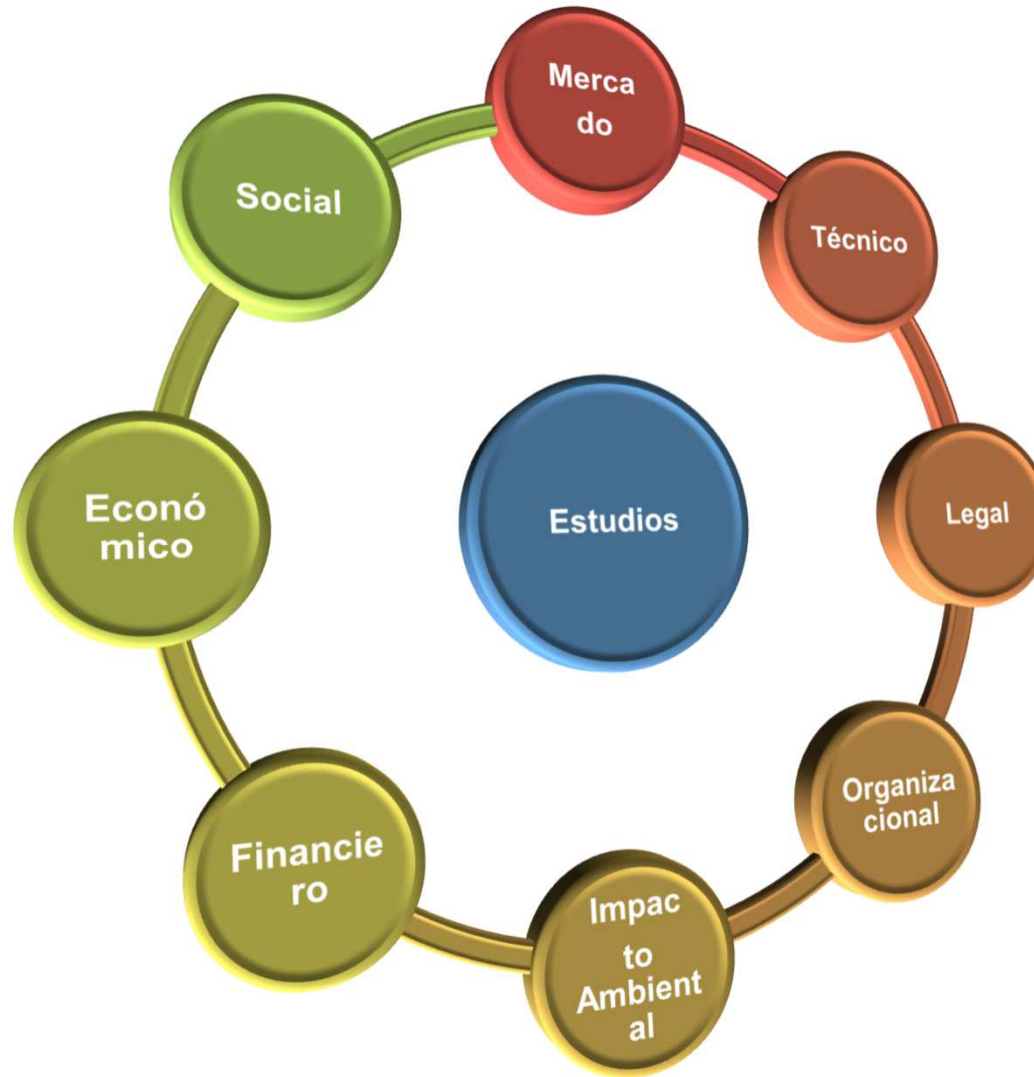 Merca
do
Técnico
Legal
Organiza
cional
Impac
to
Ambient
al
Financie
ro
Econó
mico
Social
Estudios